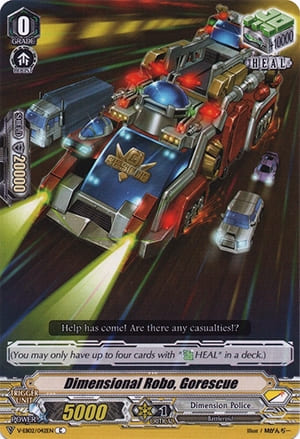 0
GRADE
BOOST
10000
HEAL
20000
Help has come! Are there any casualties!?
(You may only have up to four cards with "HEAL" in a deck.)
Dimensional Robo, Gorescue
TRIGGER
UNIT
POWER
5000
1
CRITICAL
Dimension Police
Battleroid
V-EB02/042EN C